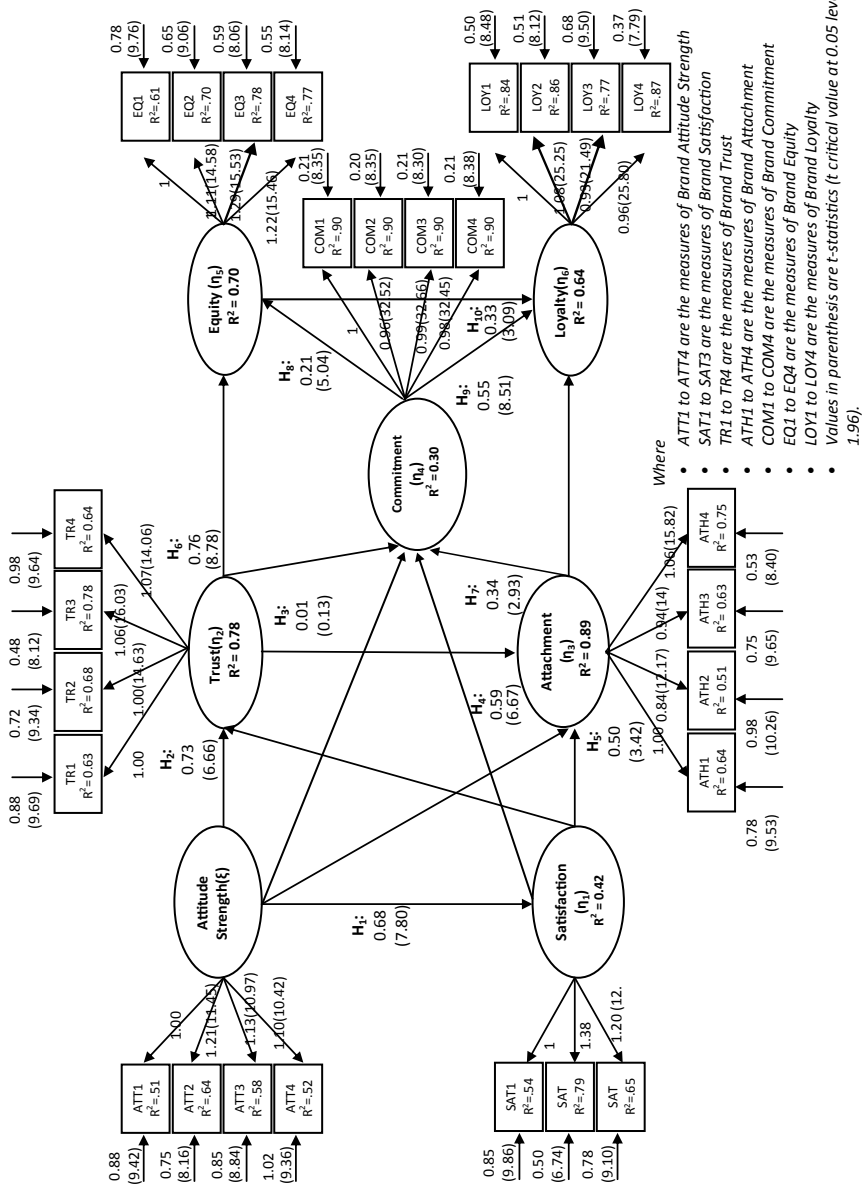 0.88
(9.42)
0.75
(8.16)
0.85
(8.84)
1.02
(9.36)
ATT1
R²=.51
ATT2
R²=.64
ATT3
R²=.58
ATT4
R²=.52
1.00
1.21(11.45)
1.13(10.97)
1.10(10.42)
Attitude
Strength(ξ)
0.85
(9.86)
0.50
(6.74)
0.78
(9.10)
SAT1
R²=.54
SAT
R²=.79
SAT
R²=.65
1
1.38
1.20 (12.
Satisfaction
(η₁)
R² = 0.42
H₁:
0.68
(7.80)
0.88
(9.69)
0.72
(9.34)
0.48
(8.12)
0.98
(9.64)
TR1
R²= 0.63
TR2
R²= 0.68
TR3
R²= 0.78
TR4
R²= 0.64
1.00
1.00(14.63)
1.06(16.03)
1.07(14.06)
H₂:
0.73
(6.66)
Trust(η₂)
R² = 0.78
H₃:
0.01
(0.13)
H₄:
0.59
(6.67)
H₅:
0.50
(3.42)
H₆:
0.76
(8.78)
H₇:
0.34
(2.93)
Attachment
(η₃)
R² = 0.89
1.00
0.84(12.17)
0.94(14)
1.06(15.82)
ATH1
R²= 0.64
ATH2
R²= 0.51
ATH3
R²= 0.63
ATH4
R²= 0.75
0.78
(9.53)
0.98
(10.26)
0.75
(9.65)
0.53
(8.40)
Commitment
(η₄)
R² = 0.30
H₈:
0.21
(5.04)
H₉:
0.55
(8.51)
H₁₀:
0.33
(3.09)
1
0.96(32.52)
0.99(32.66)
0.98(32.45)
COM1
R²=.90
COM2
R²=.90
COM3
R²=.90
COM4
R²=.90
0.21
(8.35)
0.20
(8.35)
0.21
(8.30)
0.21
(8.38)
Equity (η₅)
R² = 0.70
1
1.11(14.58)
1.29(15.53)
1.22(15.46)
EQ1
R²=.61
EQ2
R²=.70
EQ3
R²=.78
EQ4
R²=.77
0.78
(9.76)
0.65
(9.06)
0.59
(8.06)
0.55
(8.14)
Loyalty(η₆)
R² = 0.64
1
1.08(25.25)
0.93(21.49)
0.96(25.80)
LOY1
R²=.84
LOY2
R²=.86
LOY3
R²=.77
LOY4
R²=.87
0.50
(8.48)
0.51
(8.12)
0.68
(9.50)
0.37
(7.79)
Where
• ATT1 to ATT4 are the measures of Brand Attitude Strength
• SAT1 to SAT3 are the measures of Brand Satisfaction
• TR1 to TR4 are the measures of Brand Trust
• ATH1 to ATH4 are the measures of Brand Attachment
• COM1 to COM4 are the measures of Brand Commitment
• EQ1 to EQ4 are the measures of Brand Equity
• LOY1 to LOY4 are the measures of Brand Loyalty
• Values in parenthesis are t-statistics (t critical value at 0.05 lev
1.96).